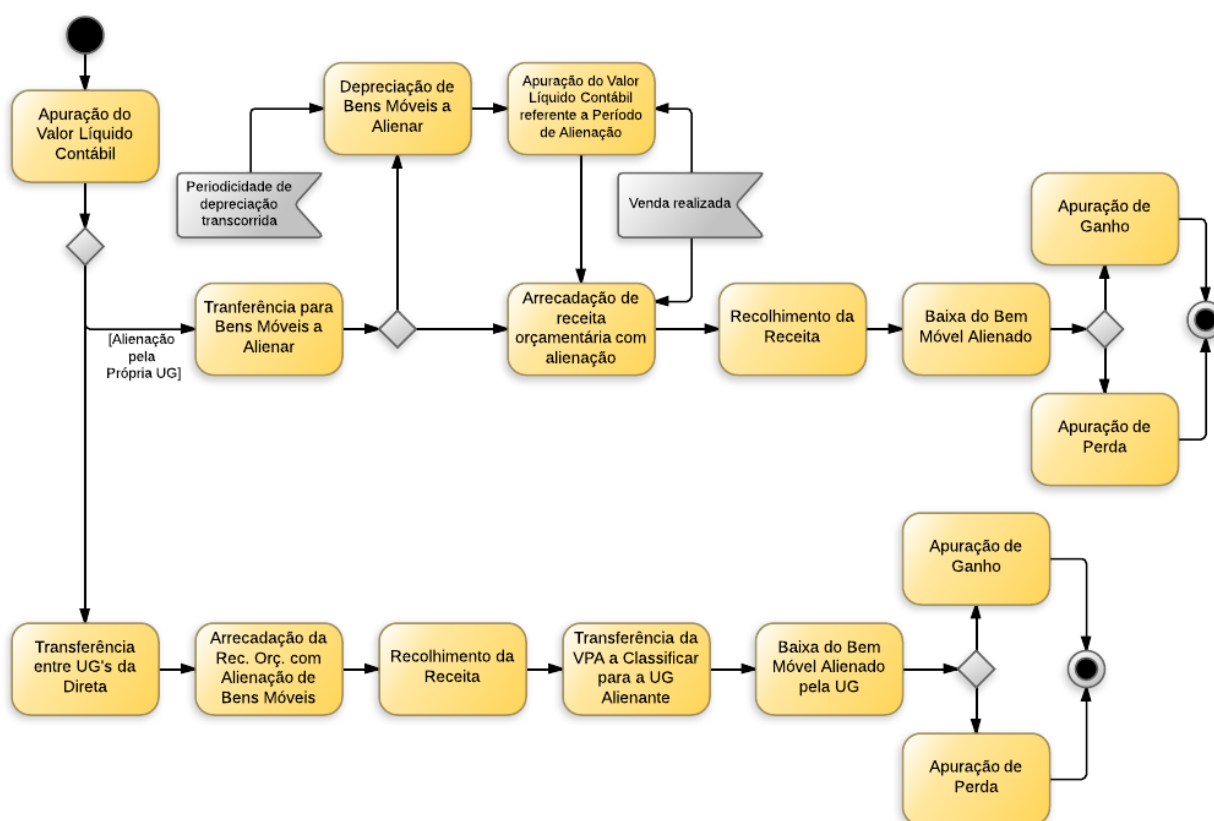 Apuração do
Valor Líquido
Contábil
Depreciação de
Bens Móveis a
Alienar
Apuração do Valor
Líquido Contábil
referente a Período
de Alienação
Periodicidade de
depreciação
transcorrida
Venda realizada
Apuração de
Ganho
[Alienação
pela
Própria UG]
Tranferência para
Bens Móveis a
Alienar
Arrecadação de
receita
orçamentária com
alienação
Recolhimento da
Receita
Baixa do Bem
Móvel Alienado
Apuração de
Perda
Apuração de
Ganho
Transferência
entre UG's da
Direta
Arrecadação da
Rec. Orç. com
Alienação de
Bens Móveis
Recolhimento da
Receita
Transferência da
VPA a Classificar
para a UG
Alienante
Baixa do Bem
Móvel Alienado
pela UG
Apuração de
Perda